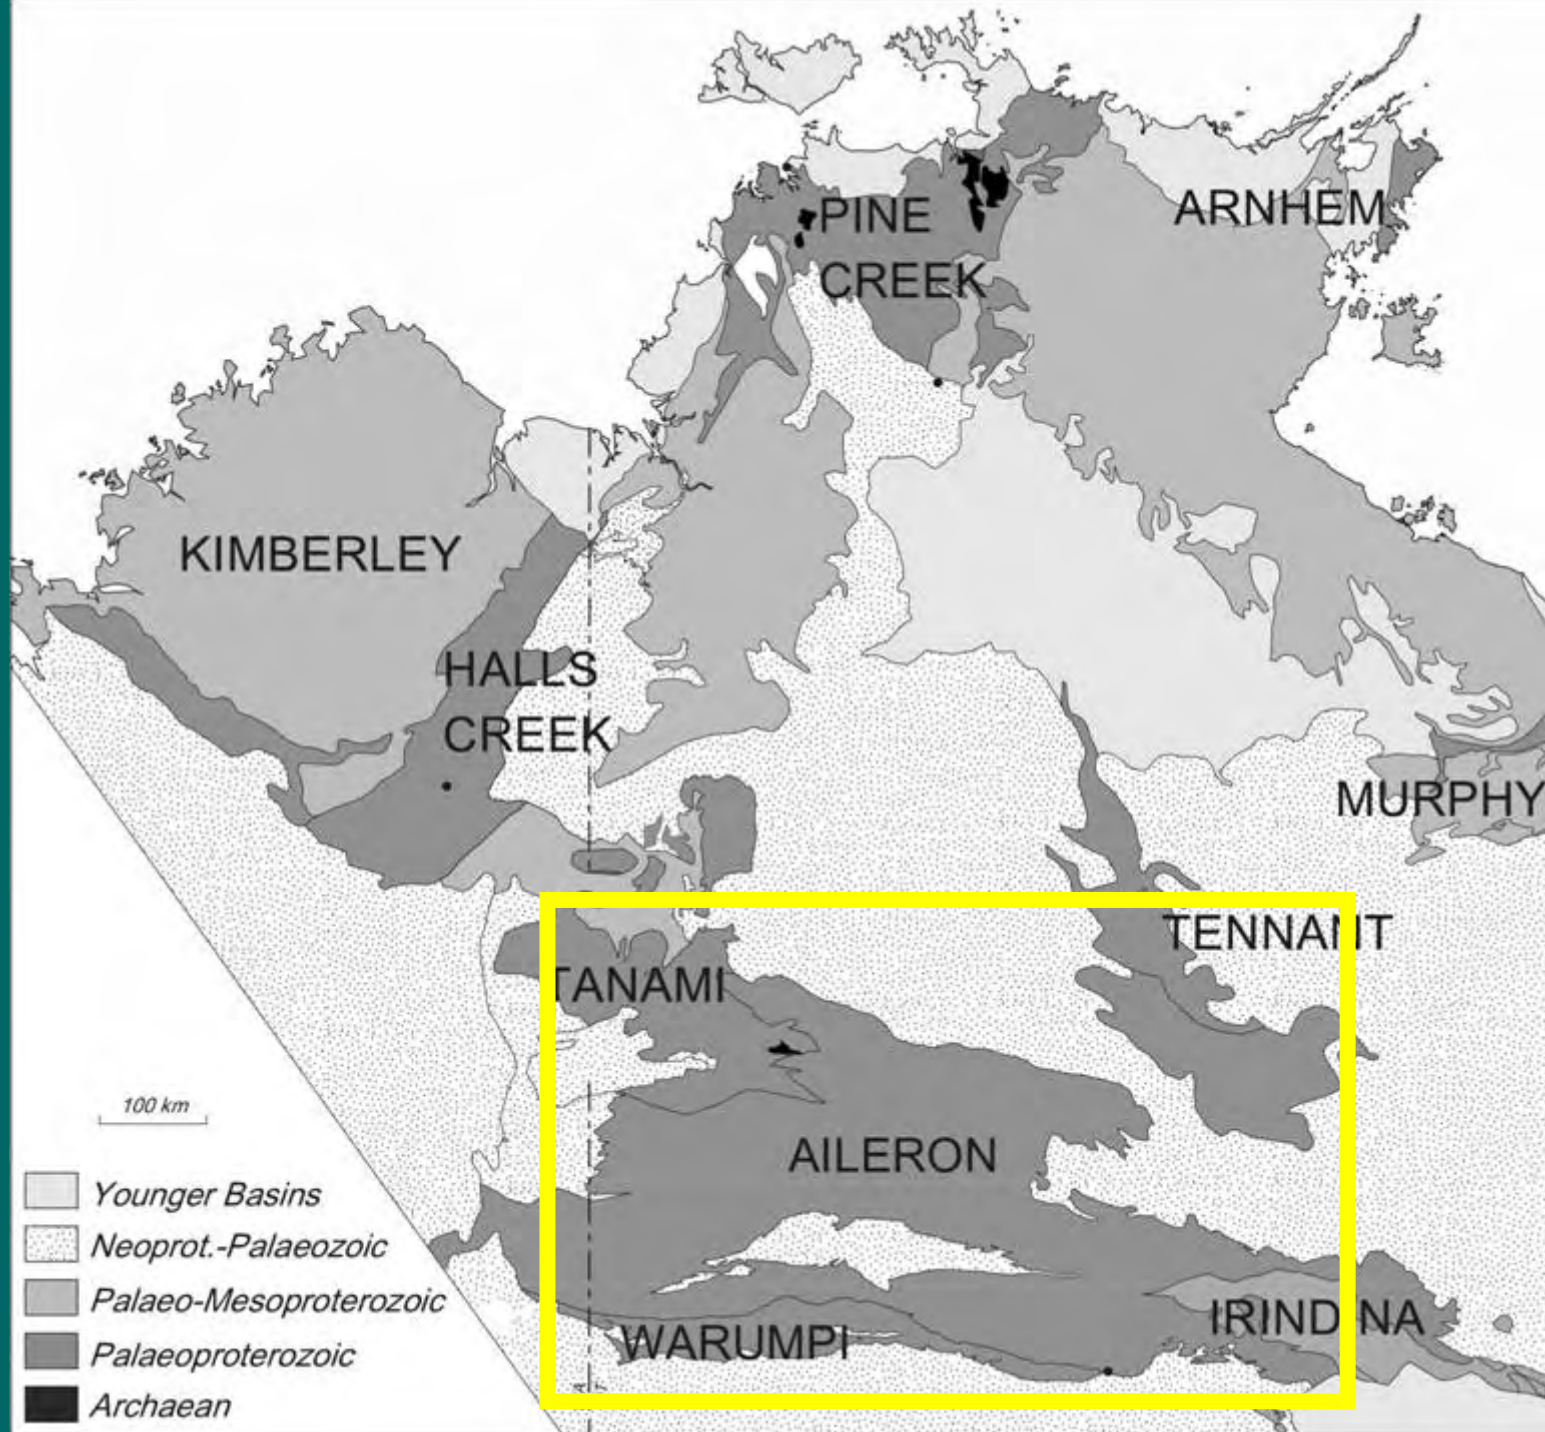 PINE
CREEK
ARNHEM
KIMBERLEY
HALLS
CREEK
MURPHY
TENNANT
TANAMI
100 km
AILERON
Younger Basins
Neoprot.-Palaeozoic
Palaeo-Mesoproterozoic
IRINDINA
WARUMPI
Palaeoproterozoic
Archaean